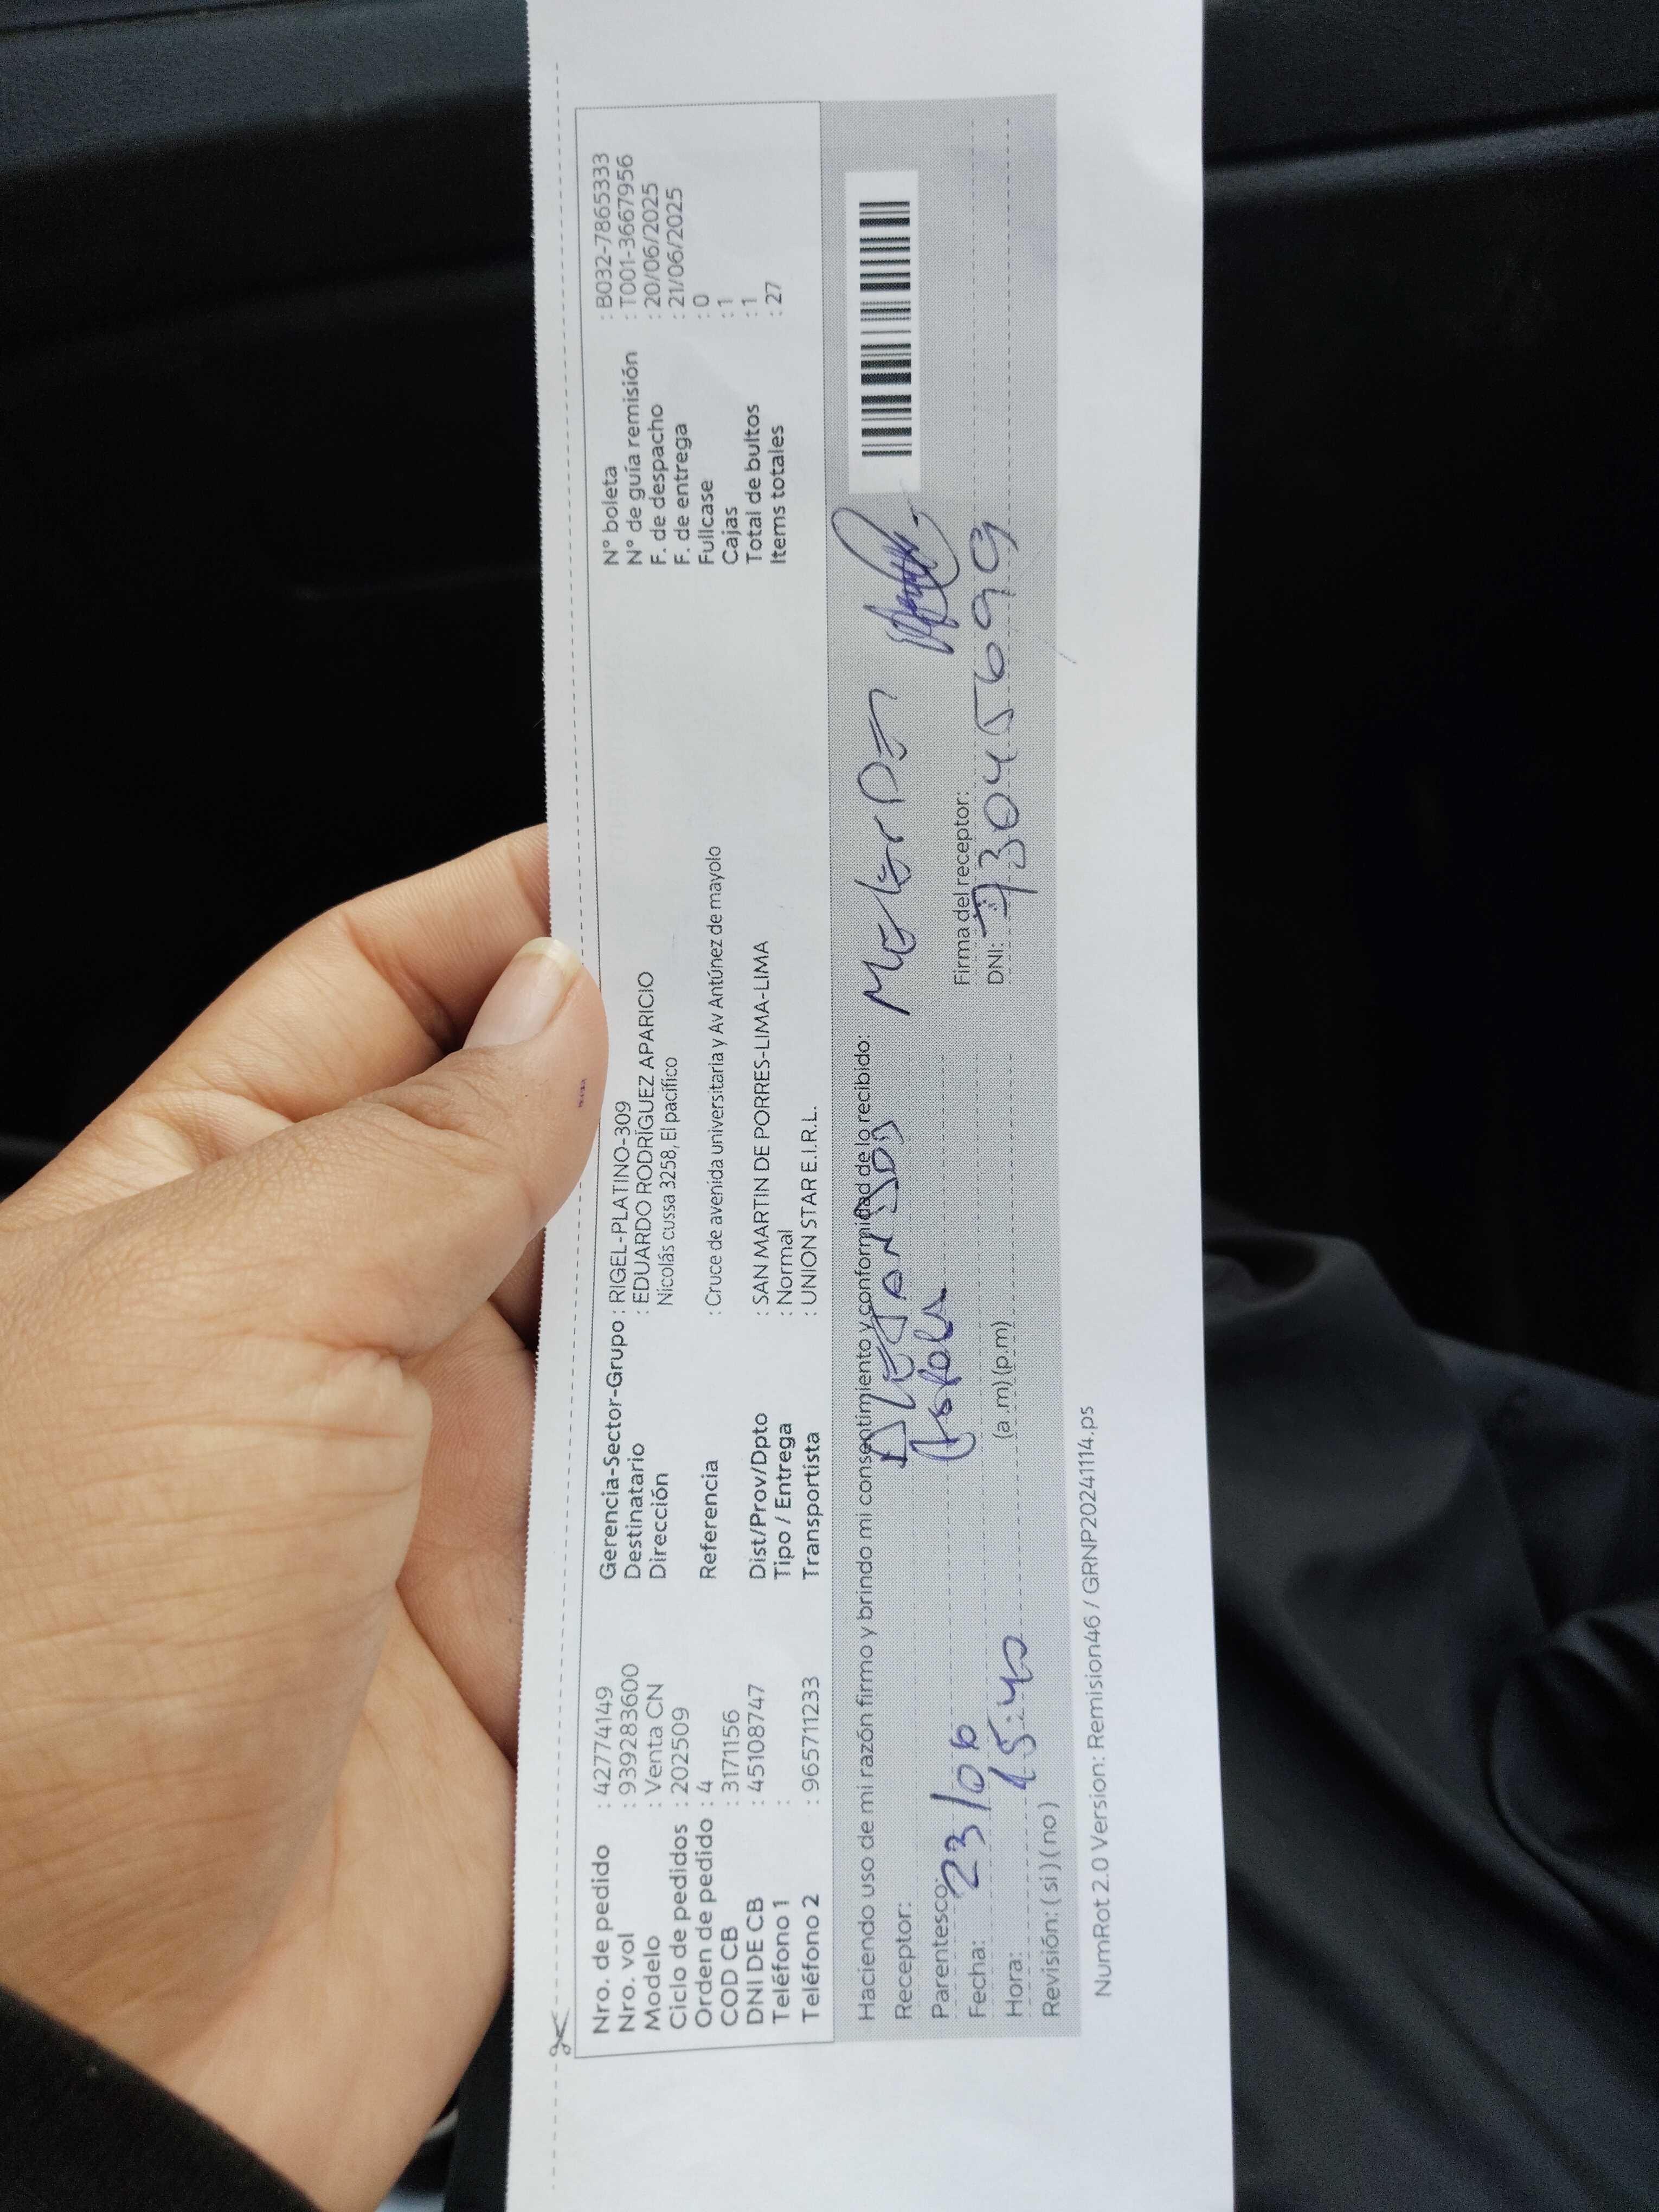 Nro. de pedido : 42774149
Nro. vol : 939283600
Modelo : Venta CN
Ciclo de pedidos : 202509
Orden de pedido : 4
COD CB : 3171156
DNI DE CB : 45108747
Teléfono 1 :
Teléfono 2 : 965711233
Gerencia-Sector-Grupo : RIGEL-PLATINO-309
Destinatario : EDUARDO RODRÍGUEZ APARICIO
Dirección Nicolás cussa 3258, El pacífico
Referencia : Cruce de avenida universitaria y Av Antúnez de mayolo
Dist/Prov/Dpto : SAN MARTIN DE PORRES-LIMA-LIMA
Tipo / Entrega : Normal
Transportista : UNION STAR E.I.R.L.
N° boleta : B032-7865333
N° de guía remisión : T001-3667956
F. de despacho : 20/06/2025
F. de entrega : 21/06/2025
Fullcase : 0
Cajas : 1
Total de bultos : 1
Items totales : 27
Haciendo uso de mi razón firmo y brindo mi consentimiento y conformidad de lo recibido:
Receptor:
Parentesco:
Fecha: 23/06
Hora: 15:40 (a.m) (p.m)
Revisión: ( si ) ( no )
Firma del receptor:
DNI: 73045699
NumRot 2.0 Version: Remision46 / GRNP20241114.ps